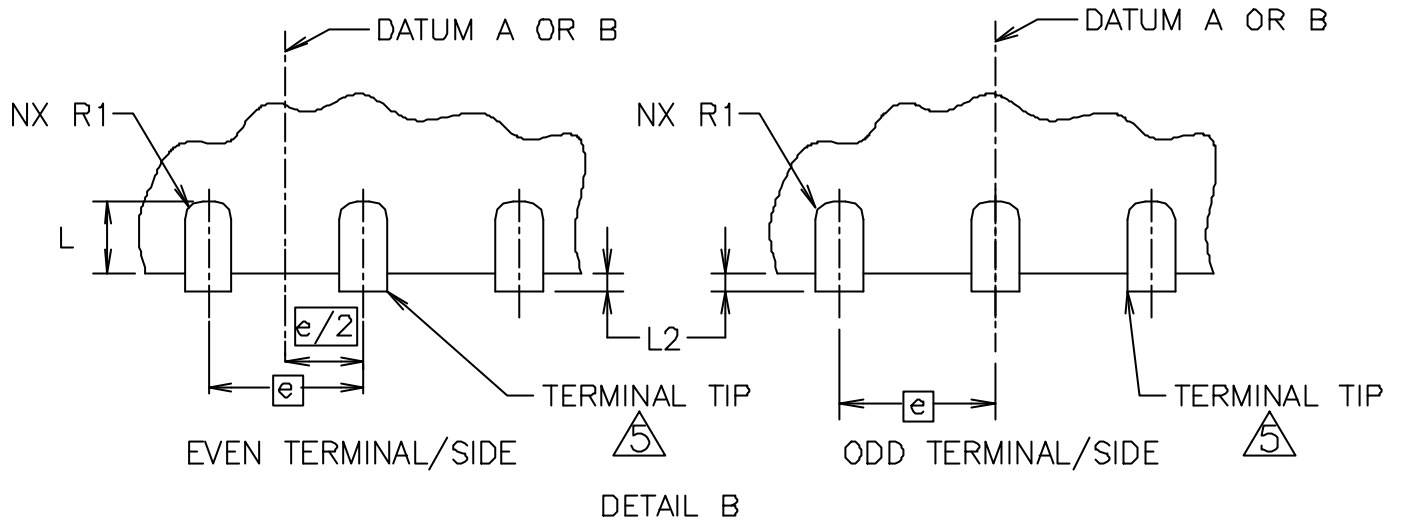 DATUM A OR B
DATUM A OR B
NX R1
NX R1
L
e/2
L2
e
e
TERMINAL TIP
TERMINAL TIP
5
5
EVEN TERMINAL/SIDE
ODD TERMINAL/SIDE
DETAIL B